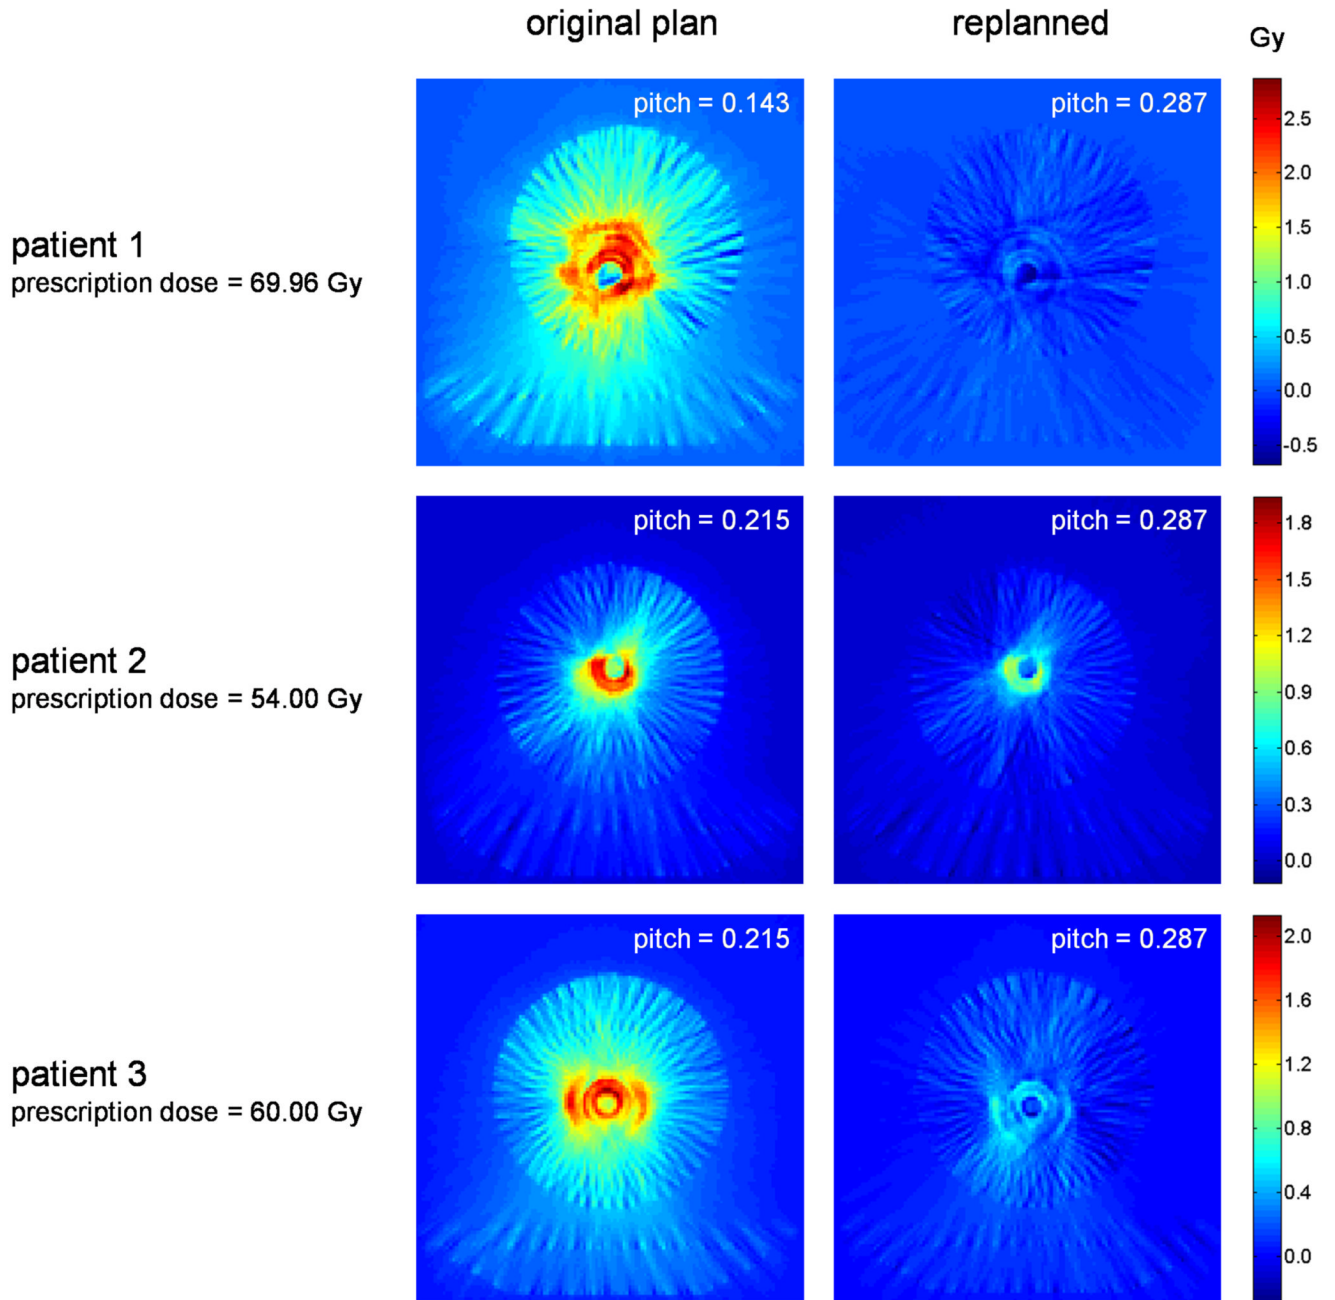 original plan
replanned
Gy
patient 1
prescription dose = 69.96 Gy
pitch = 0.143
pitch = 0.287
2.5
2.0
1.5
1.0
0.5
0.0
-0.5
patient 2
prescription dose = 54.00 Gy
pitch = 0.215
pitch = 0.287
1.8
1.5
1.2
0.9
0.6
0.3
0.0
patient 3
prescription dose = 60.00 Gy
pitch = 0.215
pitch = 0.287
2.0
1.6
1.2
0.8
0.4
0.0